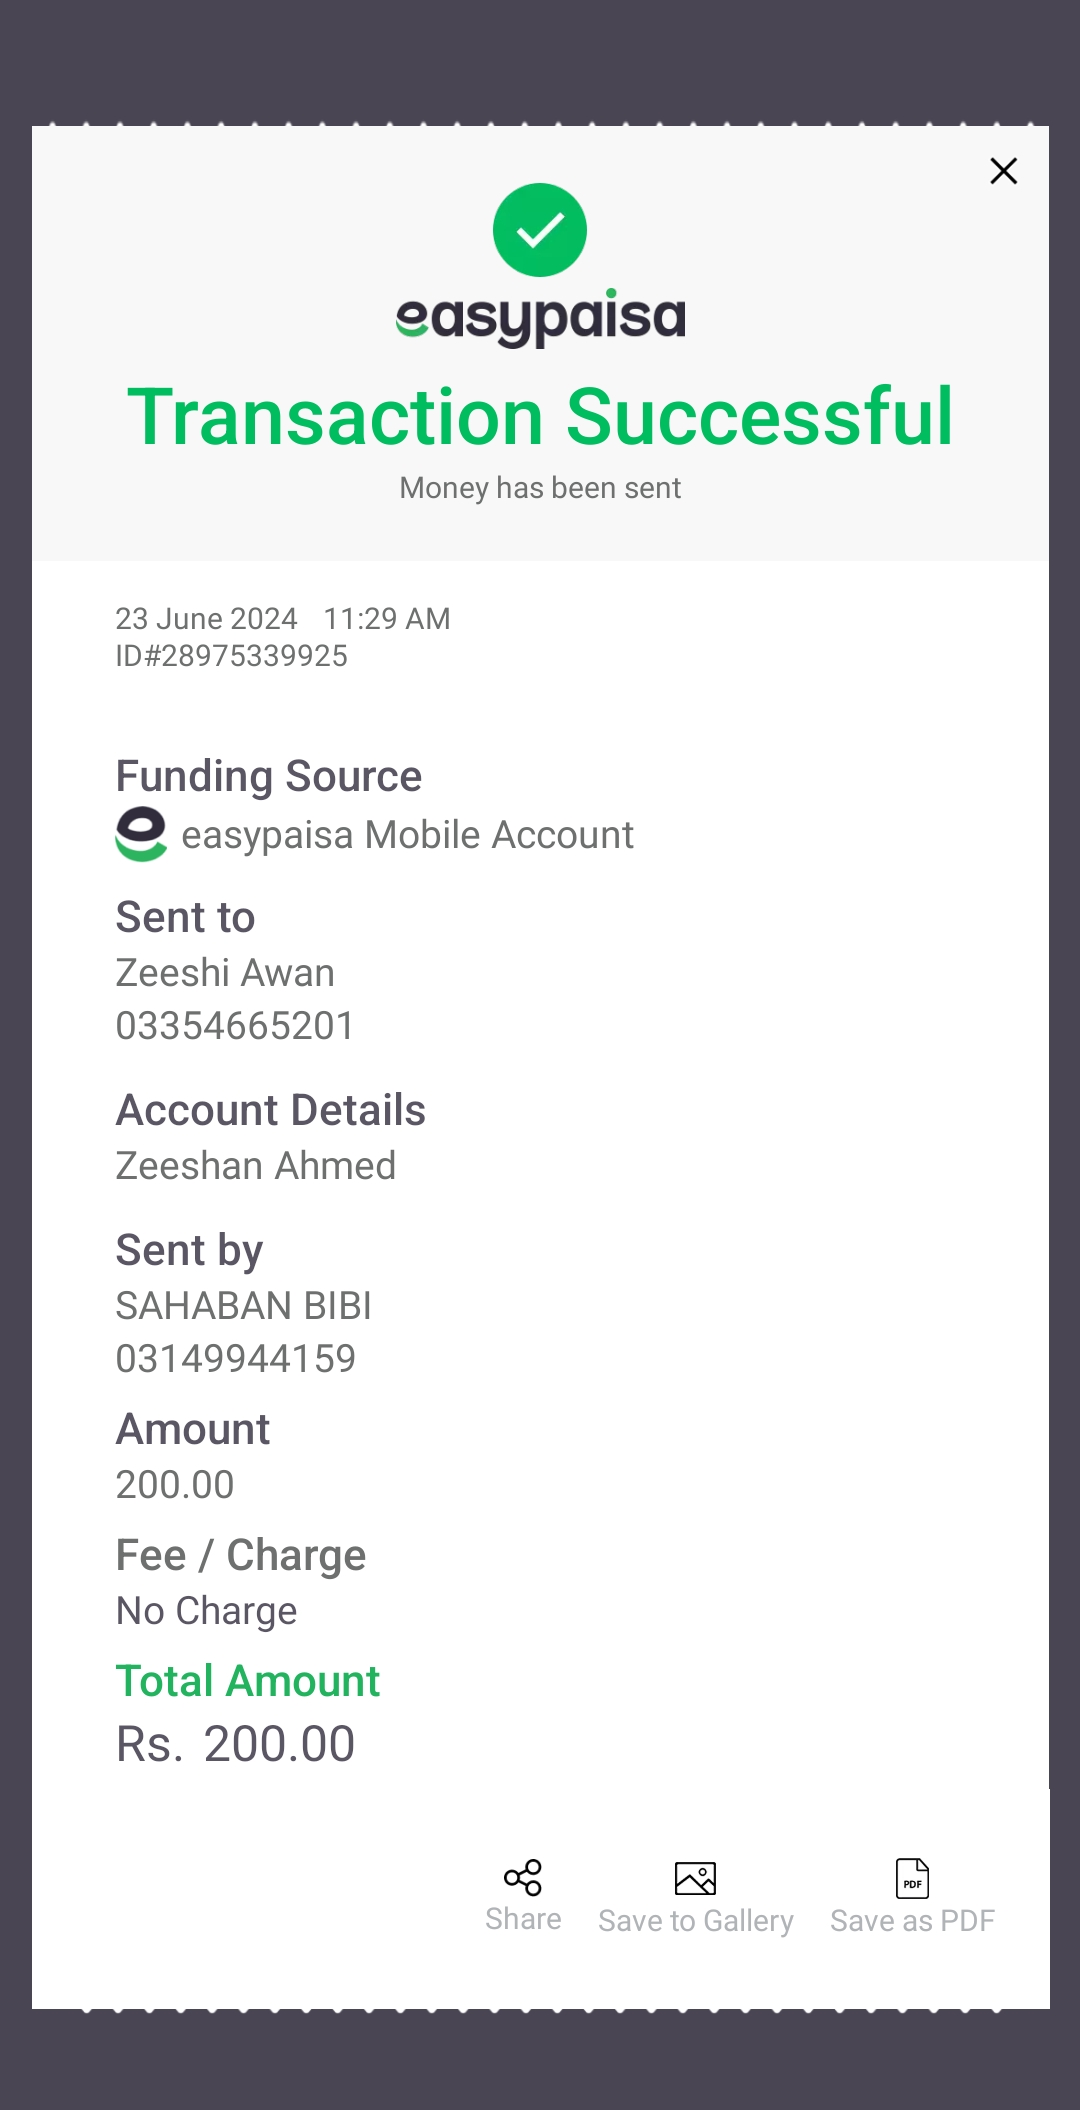 easypaisa
Transaction Successful
Money has been sent
23 June 2024 11:29 AM
ID#28975339925
Funding Source
easypaisa Mobile Account
Sent to
Zeeshi Awan
03354665201
Account Details
Zeeshan Ahmed
Sent by
SAHABAN BIBI
03149944159
Amount
200.00
Fee / Charge
No Charge
Total Amount
Rs. 200.00
PDF
Share Save to Gallery Save as PDF